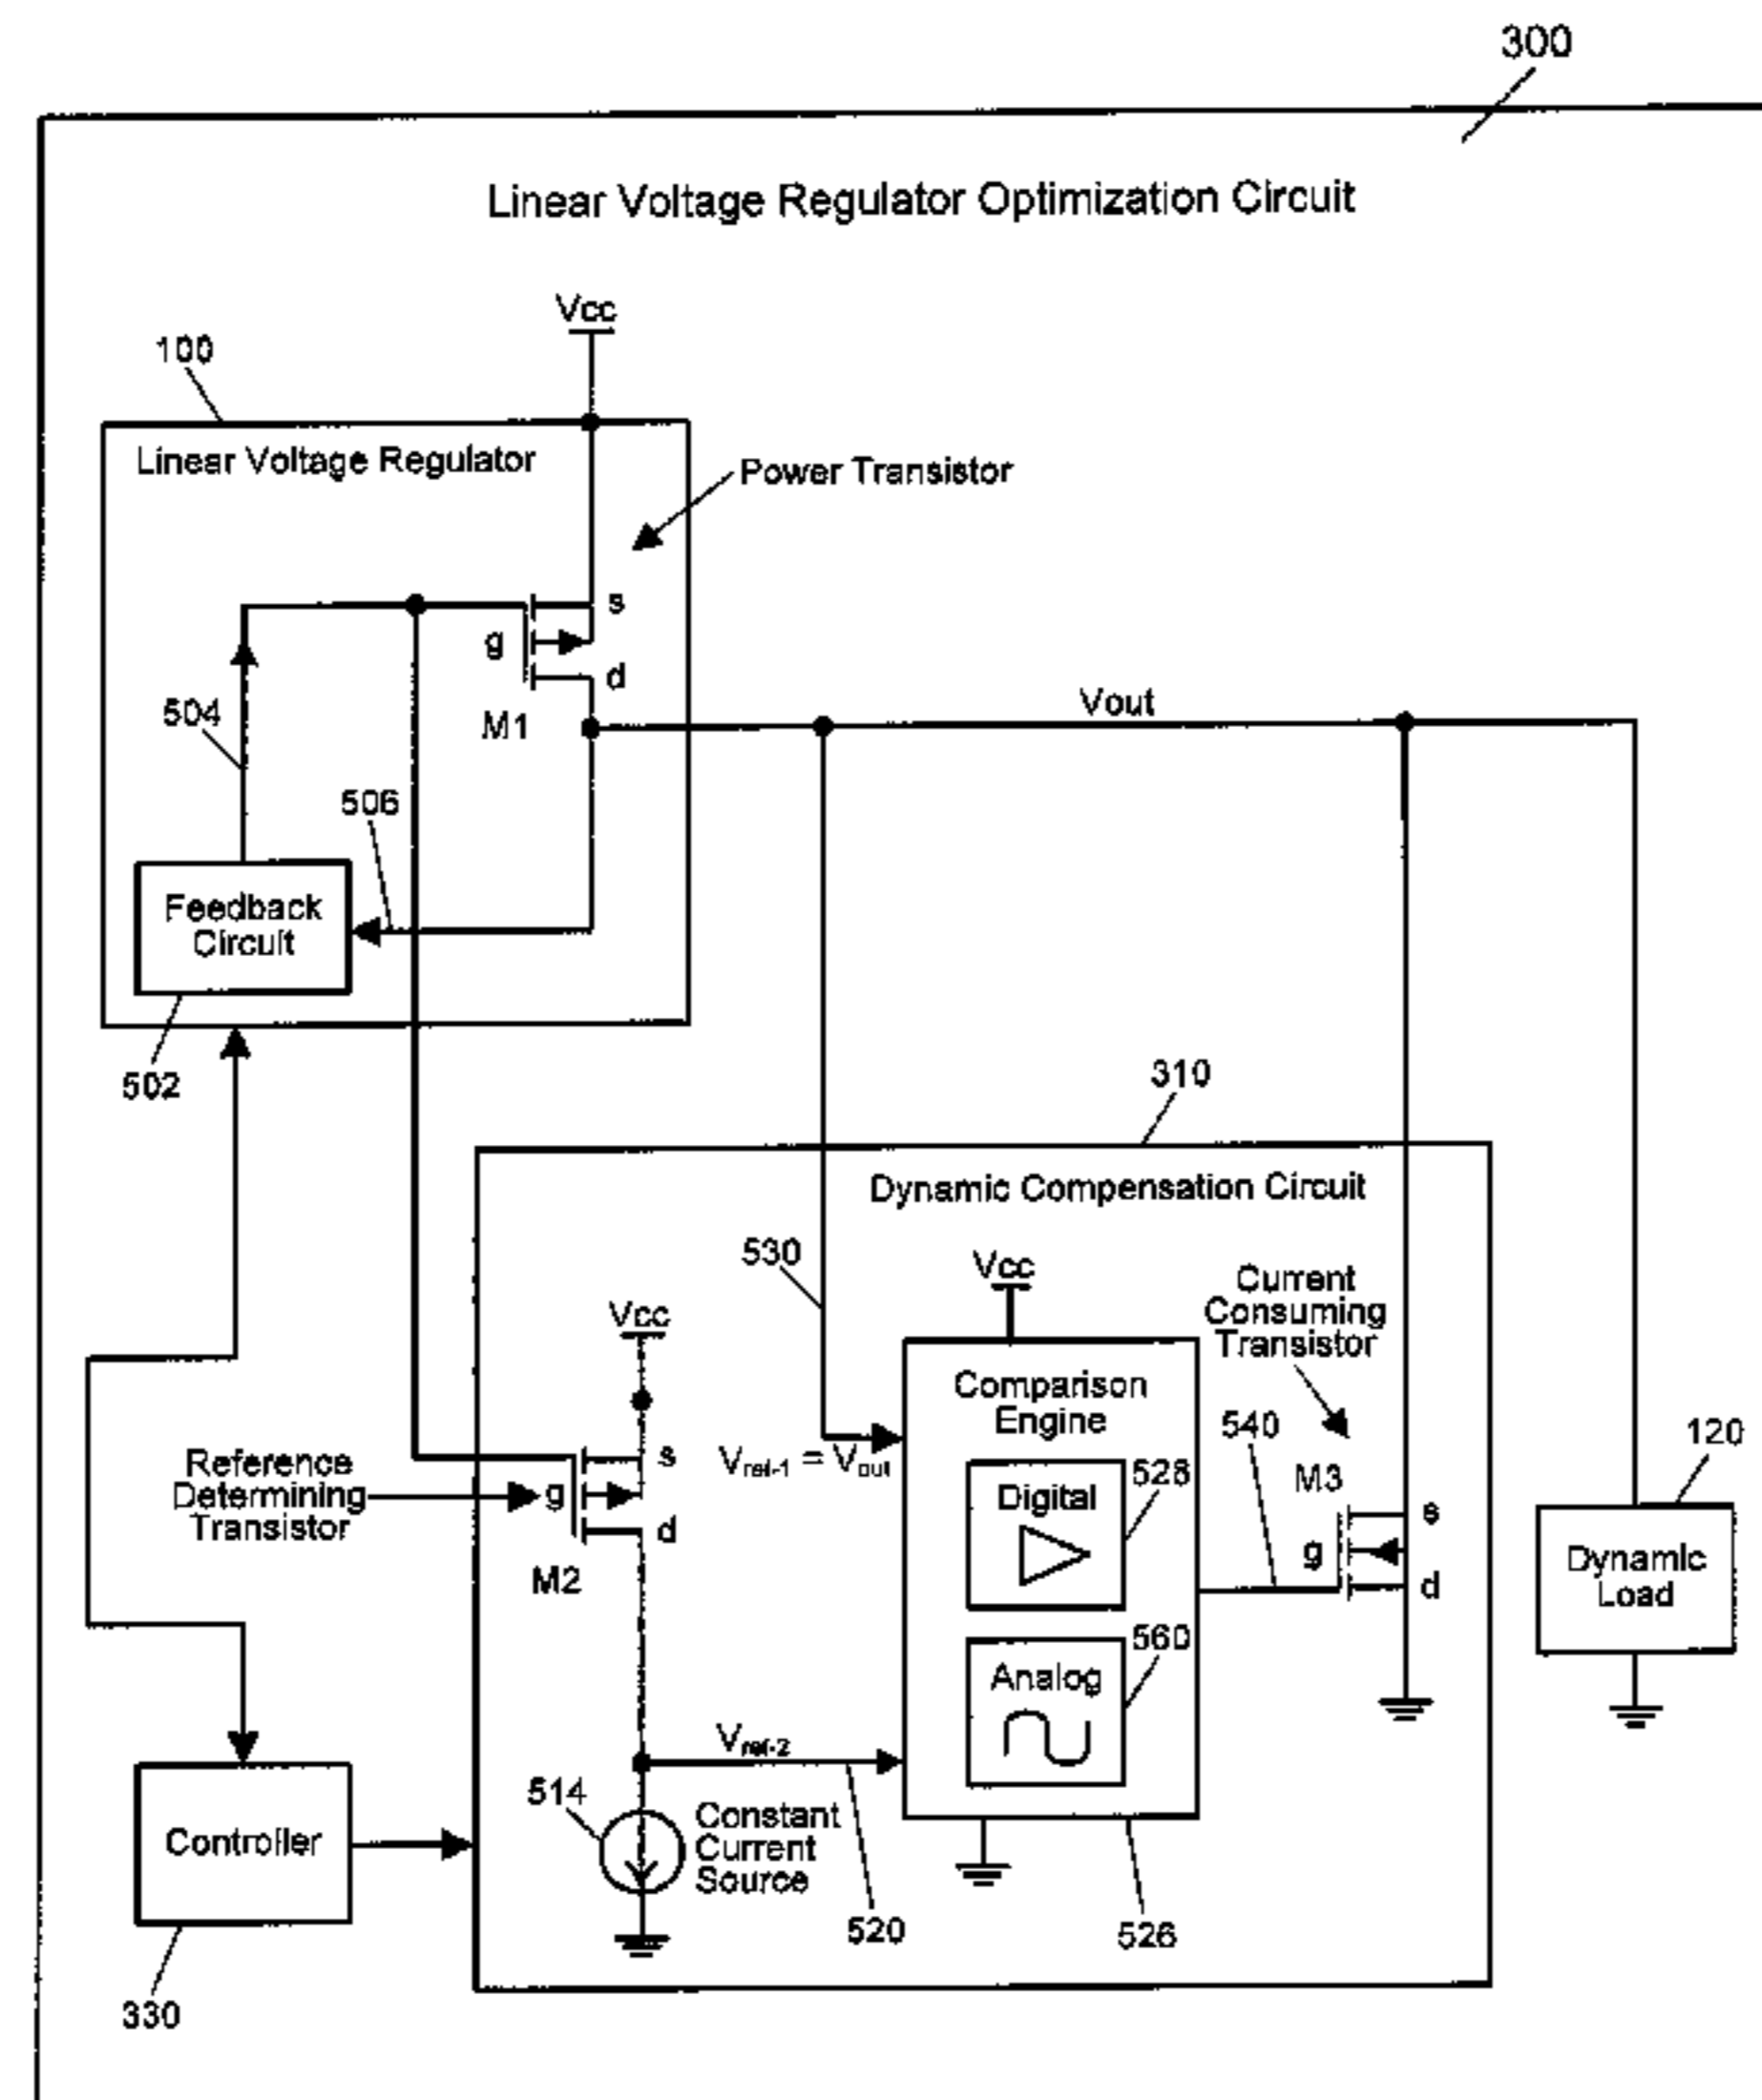 300
Linear Voltage Regulator Optimization Circuit
Vcc
100
Linear Voltage Regulator
Power Transistor
s
g
d
M1
Vout
504
506
Feedback
Circuit
502
310
Dynamic Compensation Circuit
530
Vcc
Current
Consuming
Transistor
Vcc
Comparison
Engine
540
120
Reference
Determining
Transistor
s
g
d
M2
Vref-1 = Vout
528
Digital
M3
s
g
d
Dynamic
Load
560
Analog
Vref-2
514
Constant
Current
Source
Controller
520
526
330